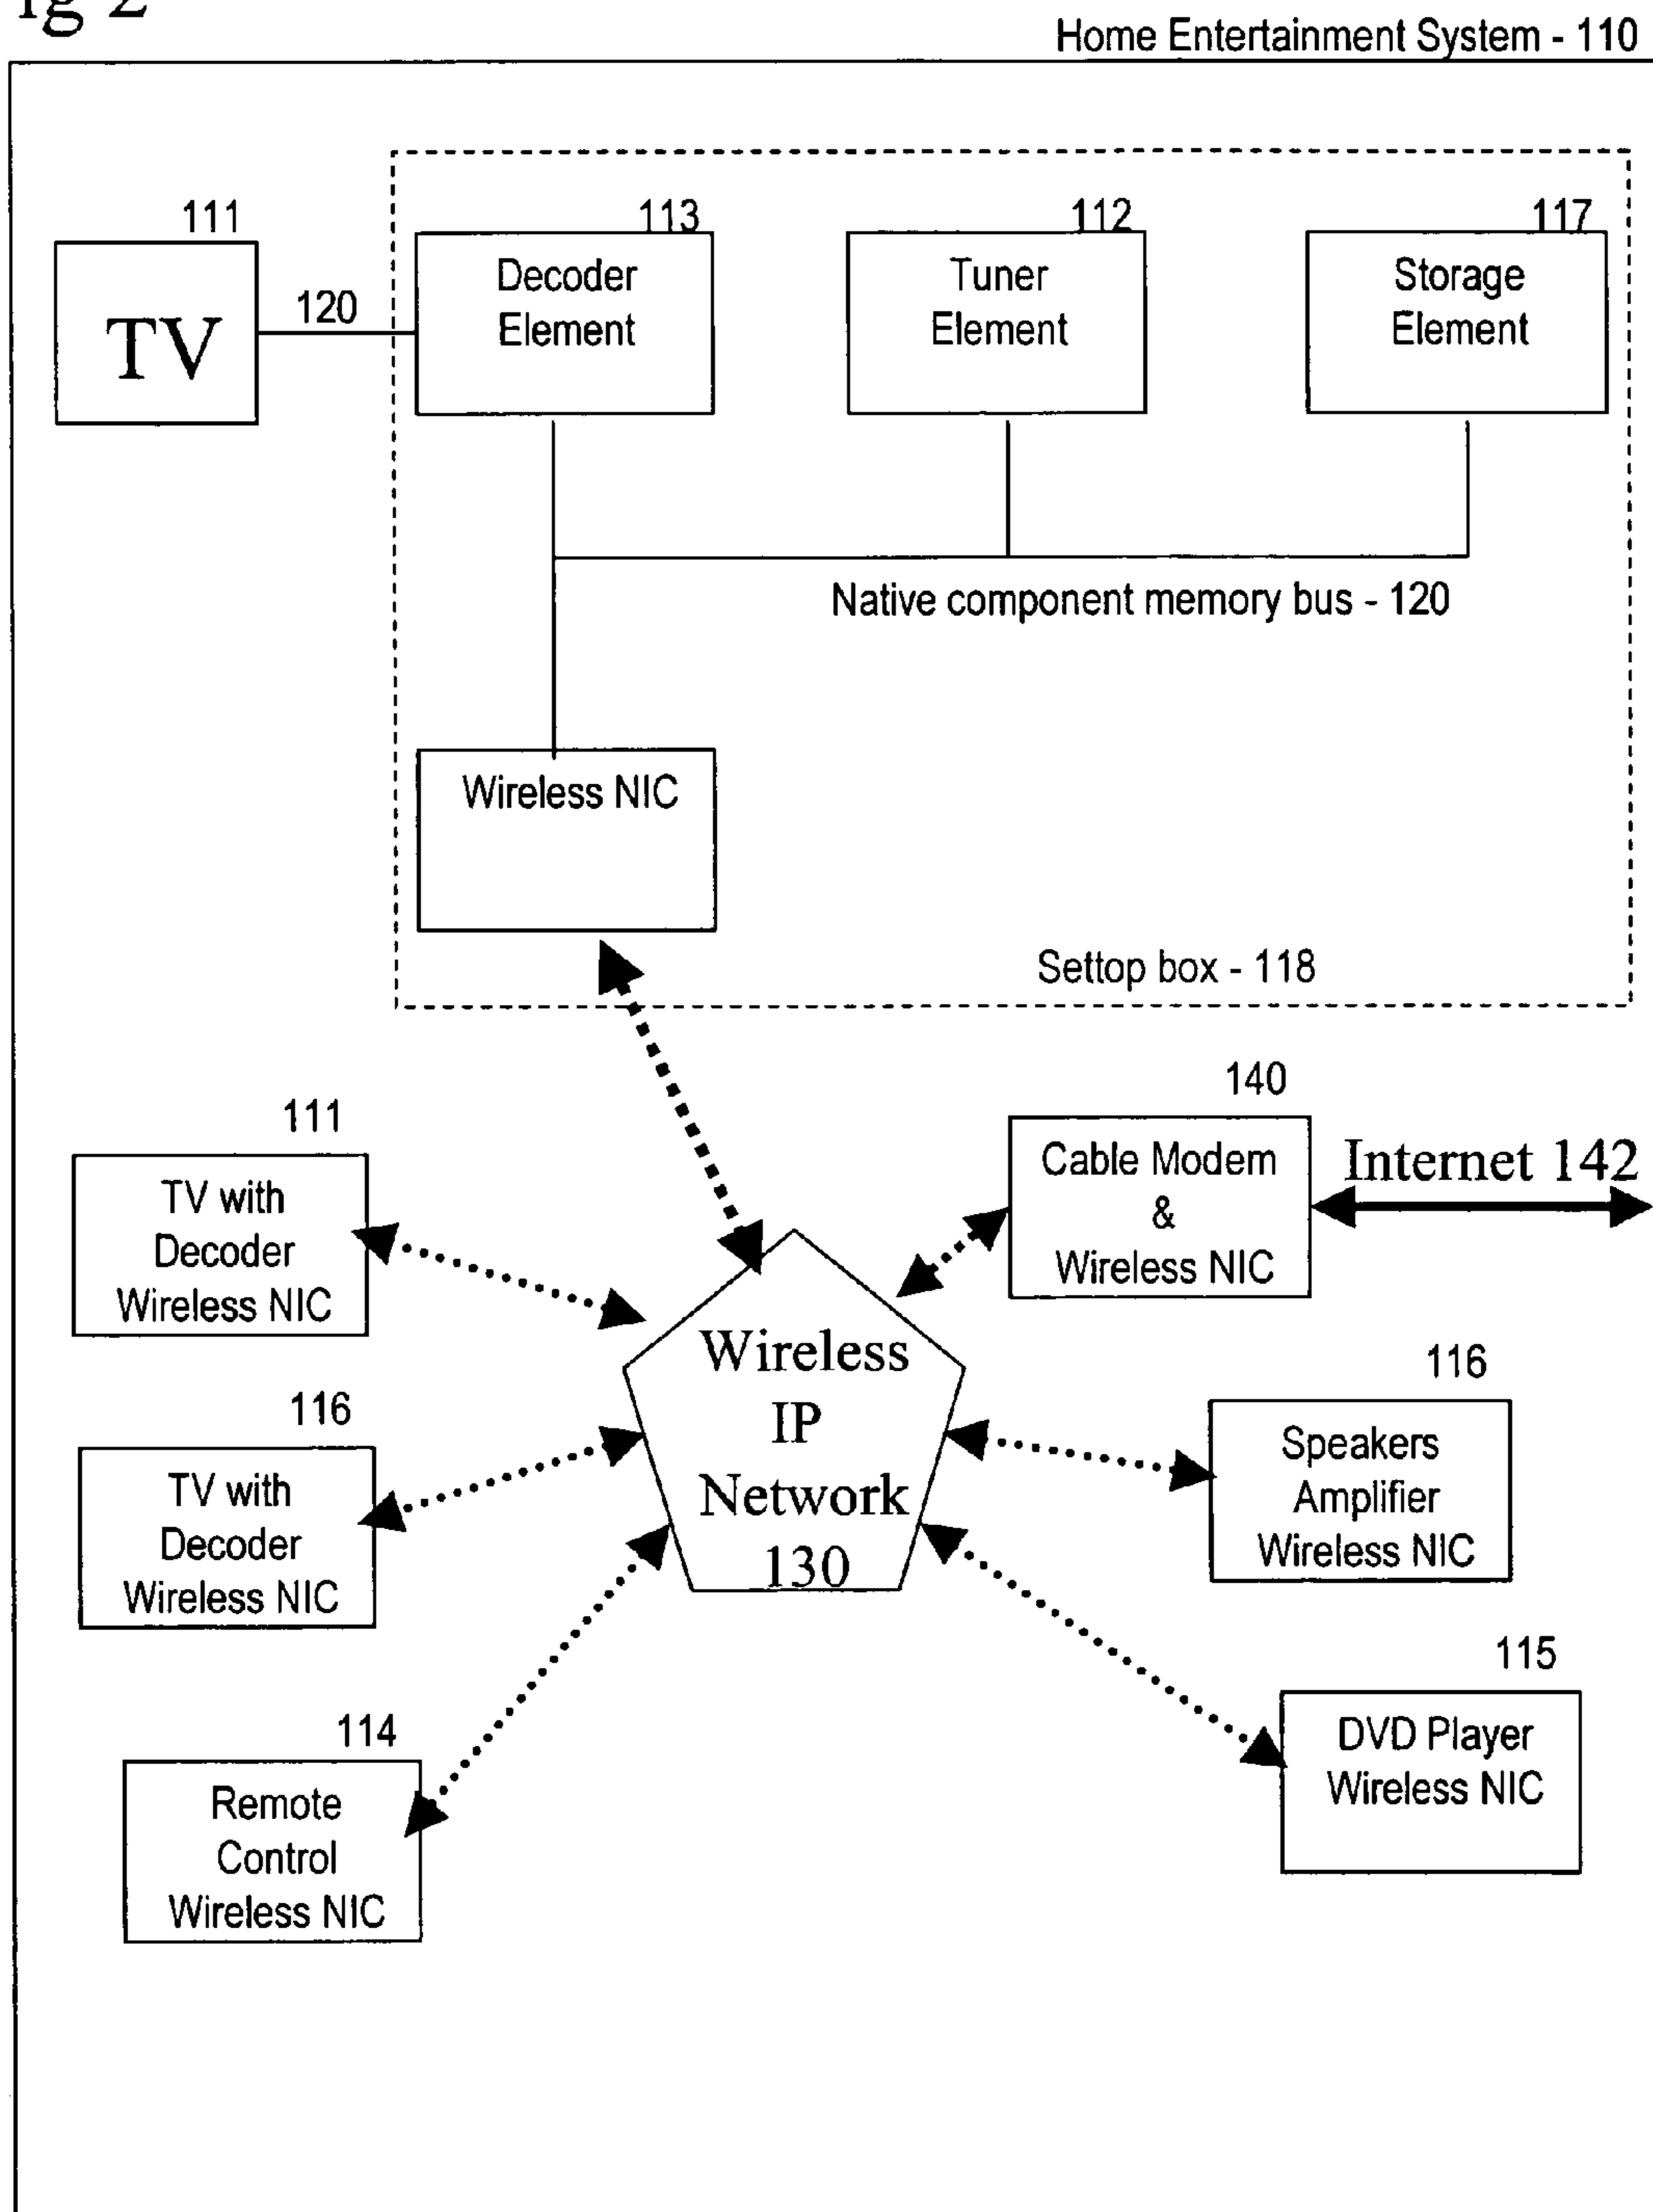 ig 2
Home Entertainment System - 110
111
113
112
117
TV
120
Decoder
Element
Tuner
Element
Storage
Element
Native component memory bus - 120
Wireless NIC
Settop box - 118
140
Cable Modem
&
Wireless NIC
Internet 142
111
TV with
Decoder
Wireless NIC
Wireless
IP
Network
130
116
Speakers
Amplifier
Wireless NIC
116
TV with
Decoder
Wireless NIC
115
DVD Player
Wireless NIC
114
Remote
Control
Wireless NIC